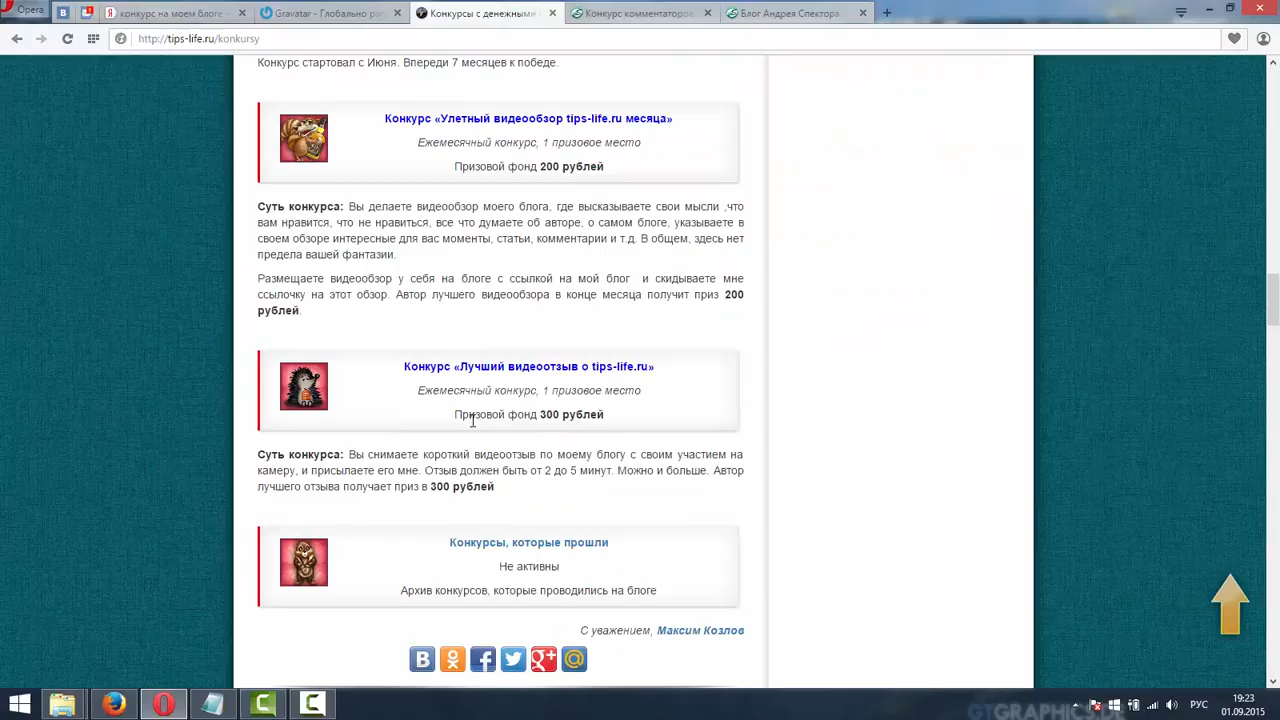 Opera
конкурс на моем блоге
Gravatar - Глобально рас
Конкурсы с денежными
Конкурс комментаторов
Блог Андрея Спектора
http://tips-life.ru/konkursy
Конкурс стартовал с Июня. Впереди 7 месяцев к победе.
Конкурс «Улетный видеообзор tips-life.ru месяца»
Ежемесячный конкурс, 1 призовое место
Призовой фонд 200 рублей
Суть конкурса: Вы делаете видеообзор моего блога, где высказываете свои мысли ,что
вам нравится, что не нравиться, все что думаете об авторе, о самом блоге, указываете в
своем обзоре интересные для вас моменты, статьи, комментарии и т.д. В общем, здесь нет
предела вашей фантазии.
Размещаете видеообзор у себя на блоге с ссылкой на мой блог и скидываете мне
ссылочку на этот обзор. Автор лучшего видеообзора в конце месяца получит приз 200
рублей.
Конкурс «Лучший видеоотзыв о tips-life.ru»
Ежемесячный конкурс, 1 призовое место
Призовой фонд 300 рублей
Суть конкурса: Вы снимаете короткий видеоотзыв по моему блогу с своим участием на
камеру, и присылаете его мне. Отзыв должен быть от 2 до 5 минут. Можно и больше. Автор
лучшего отзыва получает приз в 300 рублей
Конкурсы, которые прошли
Не активны
Архив конкурсов, которые проводились на блоге
С уважением, Максим Козлов
РУС
19:23
01.09.2015